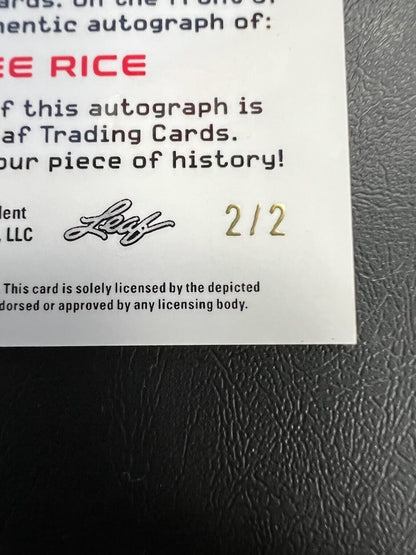 ards. On the front of
hentic autograph of:
EE RICE
f this autograph is
af Trading Cards.
our piece of history!
dent
, LLC
Leaf
2/2
This card is solely licensed by the depicted
dorsed or approved by any licensing body.